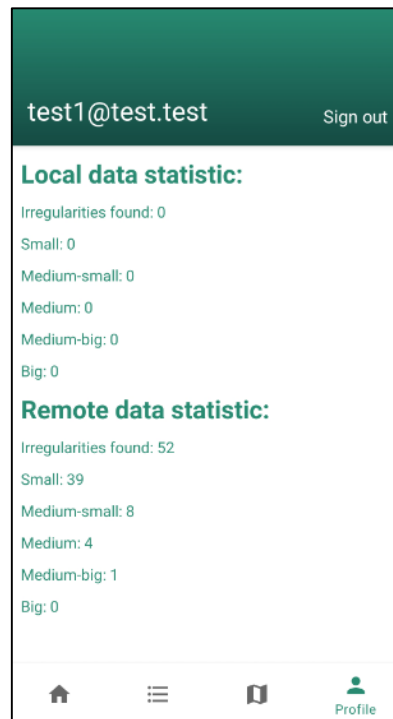 test1@test.test
Sign out
Local data statistic:
Irregularities found: 0
Small: 0
Medium-small: 0
Medium: 0
Medium-big: 0
Big: 0
Remote data statistic:
Irregularities found: 52
Small: 39
Medium-small: 8
Medium: 4
Medium-big: 1
Big: 0
Profile